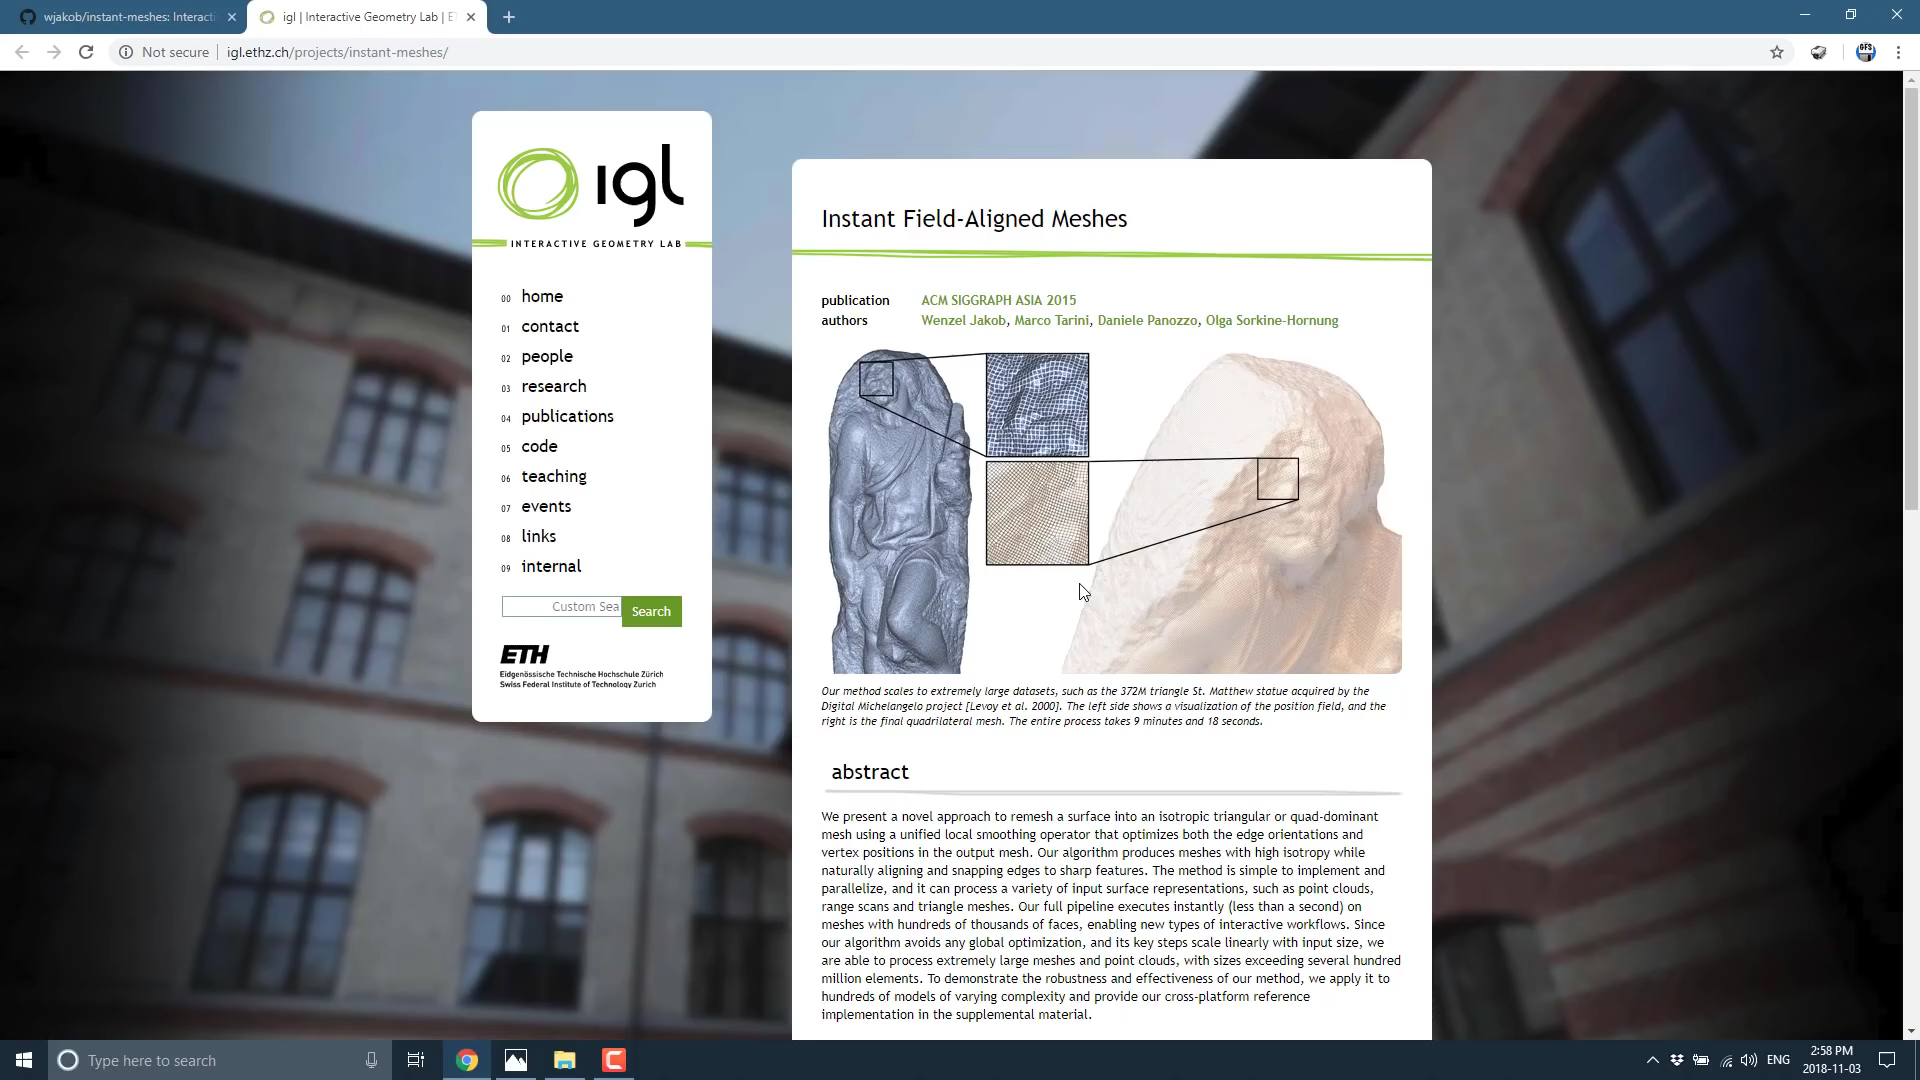 wjakob/instant-meshes: Interacti
igl | Interactive Geometry Lab | ET
Not secure
igl.ethz.ch/projects/instant-meshes/
GFS
igl
INTERACTIVE GEOMETRY LAB
00 home
01 contact
02 people
03 research
04 publications
05 code
06 teaching
07 events
08 links
09 internal
Custom Sea
Search
ETH
Eidgenössische Technische Hochschule Zürich
Swiss Federal Institute of Technology Zurich
Instant Field-Aligned Meshes
publication ACM SIGGRAPH ASIA 2015
authors Wenzel Jakob, Marco Tarini, Daniele Panozzo, Olga Sorkine-Hornung
Our method scales to extremely large datasets, such as the 372M triangle St. Matthew statue acquired by the
Digital Michelangelo project [Levoy et al. 2000]. The left side shows a visualization of the position field, and the
right is the final quadrilateral mesh. The entire process takes 9 minutes and 18 seconds.
abstract
We present a novel approach to remesh a surface into an isotropic triangular or quad-dominant
mesh using a unified local smoothing operator that optimizes both the edge orientations and
vertex positions in the output mesh. Our algorithm produces meshes with high isotropy while
naturally aligning and snapping edges to sharp features. The method is simple to implement and
parallelize, and it can process a variety of input surface representations, such as point clouds,
range scans and triangle meshes. Our full pipeline executes instantly (less than a second) on
meshes with hundreds of thousands of faces, enabling new types of interactive workflows. Since
our algorithm avoids any global optimization, and its key steps scale linearly with input size, we
are able to process extremely large meshes and point clouds, with sizes exceeding several hundred
million elements. To demonstrate the robustness and effectiveness of our method, we apply it to
hundreds of models of varying complexity and provide our cross-platform reference
implementation in the supplemental material.
Type here to search
ENG
2:58 PM
2018-11-03